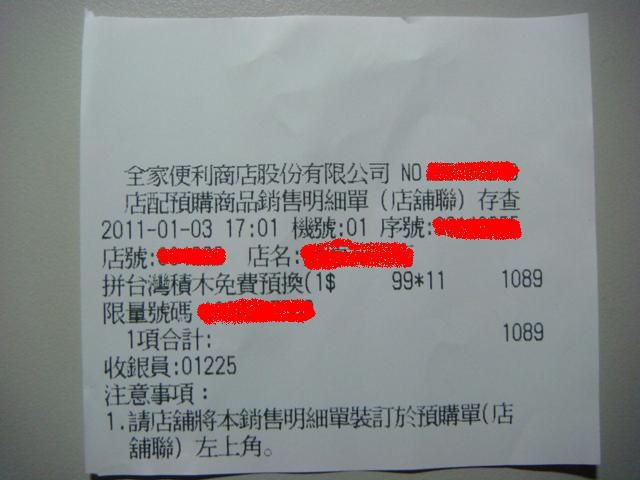 全家便利商店股份有限公司 NO
店配預購商品銷售明細單(店舖聯)存查
2011-01-03 17:01 機號:01 序號:
店號: 店名:
拼台灣積木免費預換(1$ 99*11 1089
限量號碼
1項合計: 1089
收銀員:01225
注意事項:
1.請店舖將本銷售明細單裝訂於預購單(店
舖聯)左上角。